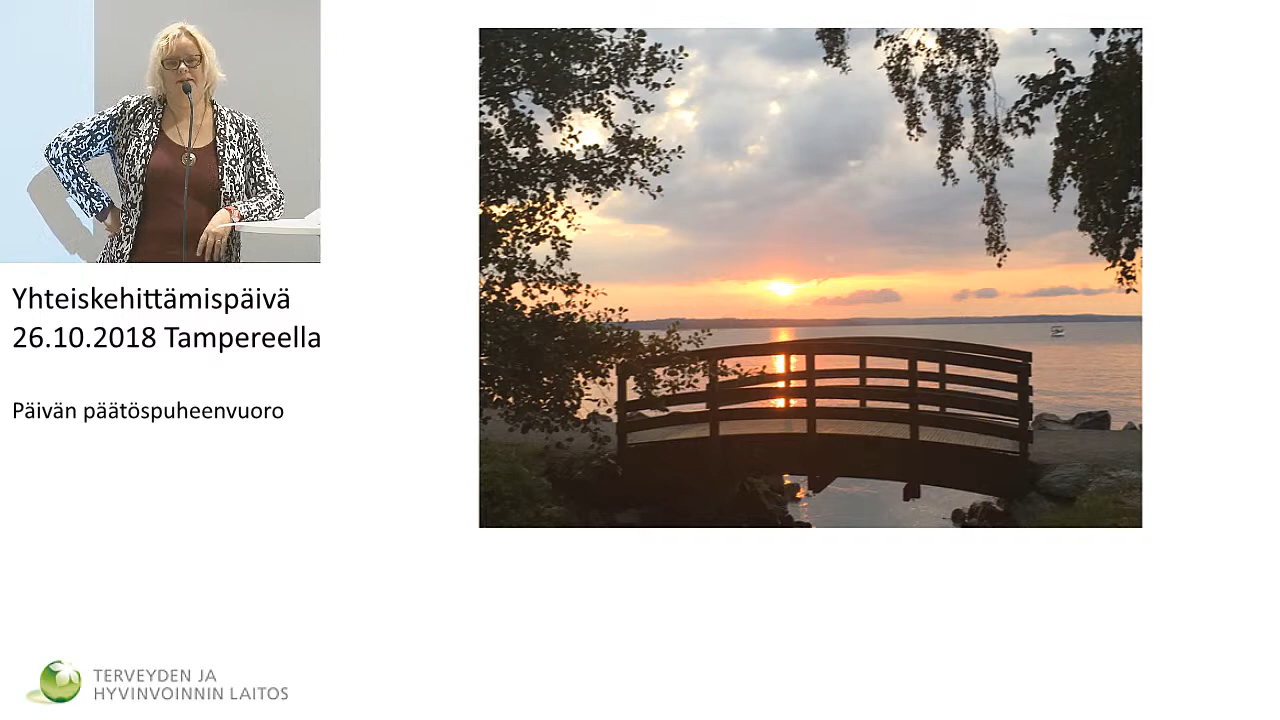 Yhteiskehittämispäivä
26.10.2018 Tampereella
Päivän päätöspuheenvuoro
TERVEYDEN JA
HYVINVOINNIN LAITOS